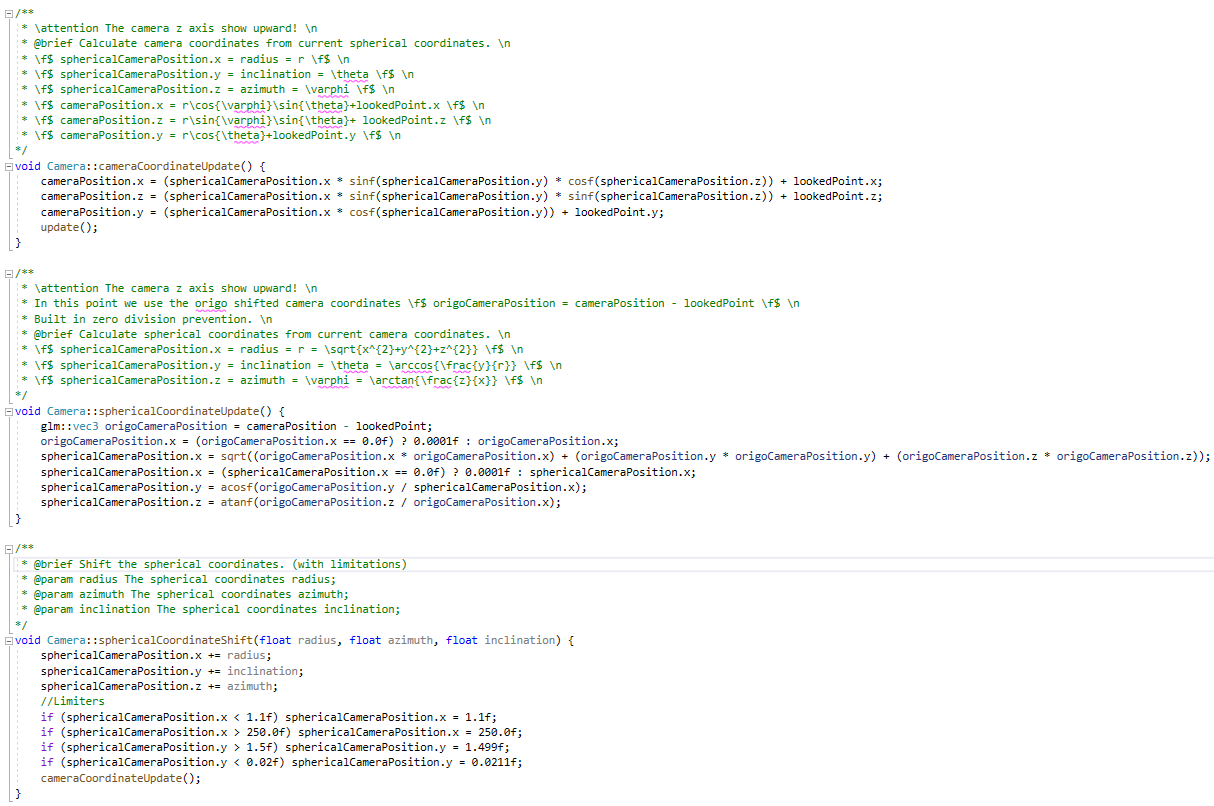 /**
* \attention The camera z axis show upward! \n
* @brief Calculate camera coordinates from current spherical coordinates. \n
* \f$ sphericalCameraPosition.x = radius = r \f$ \n
* \f$ sphericalCameraPosition.y = inclination = \theta \f$ \n
* \f$ sphericalCameraPosition.z = azimuth = \varphi \f$ \n
* \f$ cameraPosition.x = r\cos{\varphi}\sin{\theta}+lookedPoint.x \f$ \n
* \f$ cameraPosition.z = r\sin{\varphi}\sin{\theta}+ lookedPoint.z \f$ \n
* \f$ cameraPosition.y = r\cos{\theta}+lookedPoint.y \f$ \n
*/
void Camera::cameraCoordinateUpdate() {
cameraPosition.x = (sphericalCameraPosition.x * sinf(sphericalCameraPosition.y) * cosf(sphericalCameraPosition.z)) + lookedPoint.x;
cameraPosition.z = (sphericalCameraPosition.x * sinf(sphericalCameraPosition.y) * sinf(sphericalCameraPosition.z)) + lookedPoint.z;
cameraPosition.y = (sphericalCameraPosition.x * cosf(sphericalCameraPosition.y)) + lookedPoint.y;
update();
}
/**
* \attention The camera z axis show upward! \n
* In this point we use the origo shifted camera coordinates \f$ origoCameraPosition = cameraPosition - lookedPoint \f$ \n
* Built in zero division prevention. \n
* @brief Calculate spherical coordinates from current camera coordinates. \n
* \f$ sphericalCameraPosition.x = radius = r = \sqrt{x^{2}+y^{2}+z^{2}} \f$ \n
* \f$ sphericalCameraPosition.y = inclination = \theta = \arccos{\frac{y}{r}} \f$ \n
* \f$ sphericalCameraPosition.z = azimuth = \varphi = \arctan{\frac{z}{x}} \f$ \n
*/
void Camera::sphericalCoordinateUpdate() {
glm::vec3 origoCameraPosition = cameraPosition - lookedPoint;
origoCameraPosition.x = (origoCameraPosition.x == 0.0f) ? 0.0001f : origoCameraPosition.x;
sphericalCameraPosition.x = sqrt((origoCameraPosition.x * origoCameraPosition.x) + (origoCameraPosition.y * origoCameraPosition.y) + (origoCameraPosition.z * origoCameraPosition.z));
sphericalCameraPosition.x = (sphericalCameraPosition.x == 0.0f) ? 0.0001f : sphericalCameraPosition.x;
sphericalCameraPosition.y = acosf(origoCameraPosition.y / sphericalCameraPosition.x);
sphericalCameraPosition.z = atanf(origoCameraPosition.z / origoCameraPosition.x);
}
/**
* @brief Shift the spherical coordinates. (with limitations)
* @param radius The spherical coordinates radius;
* @param azimuth The spherical coordinates azimuth;
* @param inclination The spherical coordinates inclination;
*/
void Camera::sphericalCoordinateShift(float radius, float azimuth, float inclination) {
sphericalCameraPosition.x += radius;
sphericalCameraPosition.y += inclination;
sphericalCameraPosition.z += azimuth;
//Limiters
if (sphericalCameraPosition.x < 1.1f) sphericalCameraPosition.x = 1.1f;
if (sphericalCameraPosition.x > 250.0f) sphericalCameraPosition.x = 250.0f;
if (sphericalCameraPosition.y > 1.5f) sphericalCameraPosition.y = 1.499f;
if (sphericalCameraPosition.y < 0.02f) sphericalCameraPosition.y = 0.0211f;
cameraCoordinateUpdate();
}